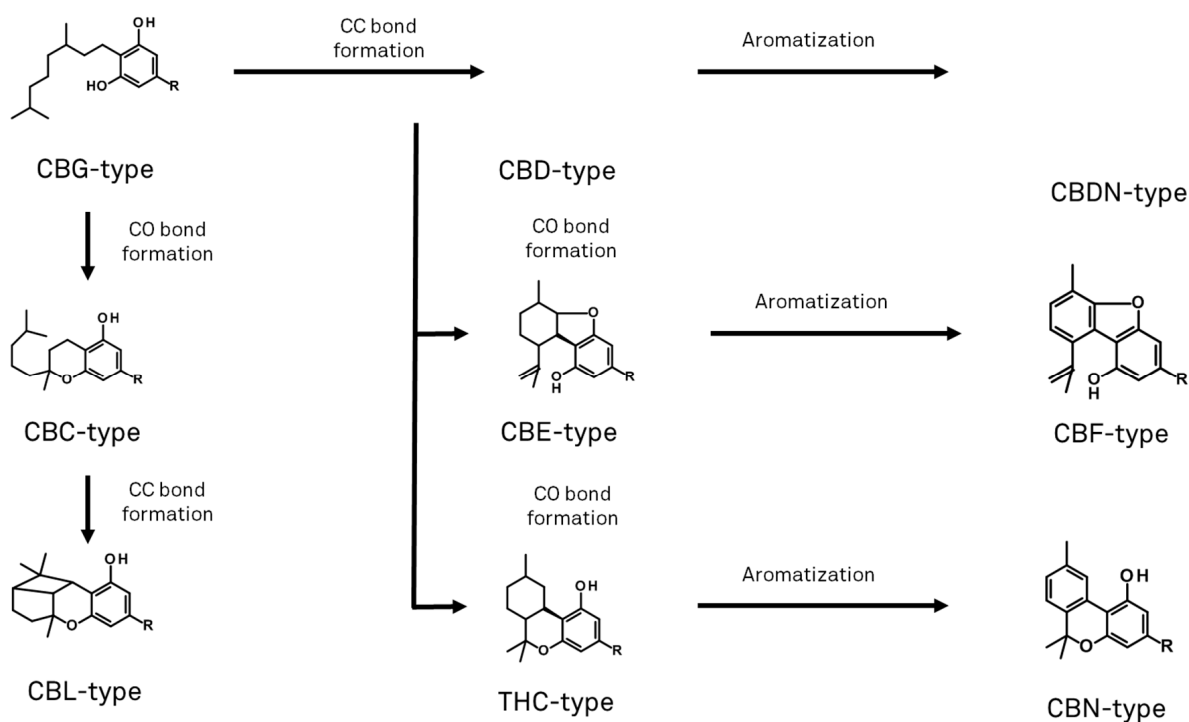 OH
CC bond
formation
Aromatization
HO
R
CBG-type
CBD-type
CBDN-type
CO bond
formation
CO bond
formation
OH
O
R
CBC-type
O
O
H
R
CBE-type
Aromatization
O
O
H
R
CBF-type
CC bond
formation
CO bond
formation
OH
O
R
CBL-type
OH
O
R
THC-type
Aromatization
OH
O
R
CBN-type